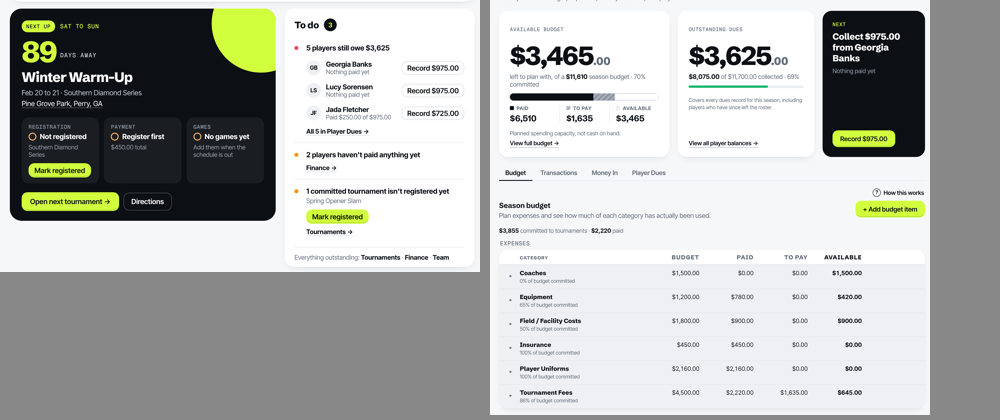 NEXT UP SAT TO SUN
89 DAYS AWAY
Winter Warm-Up
Feb 20 to 21 · Southern Diamond Series
Pine Grove Park, Perry, GA
REGISTRATION
Not registered
Southern Diamond
Series
Mark registered
PAYMENT
Register first
$450.00 total
GAMES
No games yet
Add them when the
schedule is out
Open next tournament → Directions
To do 3
5 players still owe $3,625
GB Georgia Banks
Nothing paid yet
Record $975.00
LS Lucy Sorensen
Nothing paid yet
Record $975.00
JF Jada Fletcher
Paid $250.00 of $975.00
Record $725.00
All 5 in Player Dues →
2 players haven't paid anything yet
Finance →
1 committed tournament isn't registered yet
Spring Opener Slam
Mark registered
Tournaments →
Everything outstanding: Tournaments · Finance · Team
AVAILABLE BUDGET
$3,465.00
left to plan with, of a $11,610 season budget · 70%
committed
PAID TO PAY AVAILABLE
$6,510 $1,635 $3,465
Planned spending capacity, not cash on hand.
View full budget →
OUTSTANDING DUES
$3,625.00
$8,075.00 of $11,700.00 collected · 69%
Covers every dues record for this season, including
players who have since left the roster.
View all player balances →
NEXT
Collect $975.00
from Georgia
Banks
Nothing paid yet
Record $975.00
Budget Transactions Money In Player Dues
? How this works
Season budget
Plan expenses and see how much of each category has actually been used.
+ Add budget item
$3,855 committed to tournaments · $2,220 paid
EXPENSES
CATEGORY BUDGET PAID TO PAY AVAILABLE
Coaches $1,500.00 $0.00 $0.00 $1,500.00
0% of budget committed
Equipment $1,200.00 $780.00 $0.00 $420.00
65% of budget committed
Field / Facility Costs $1,800.00 $900.00 $0.00 $900.00
50% of budget committed
Insurance $450.00 $450.00 $0.00 $0.00
100% of budget committed
Player Uniforms $2,160.00 $2,160.00 $0.00 $0.00
100% of budget committed
Tournament Fees $4,500.00 $2,220.00 $1,635.00 $645.00
86% of budget committed